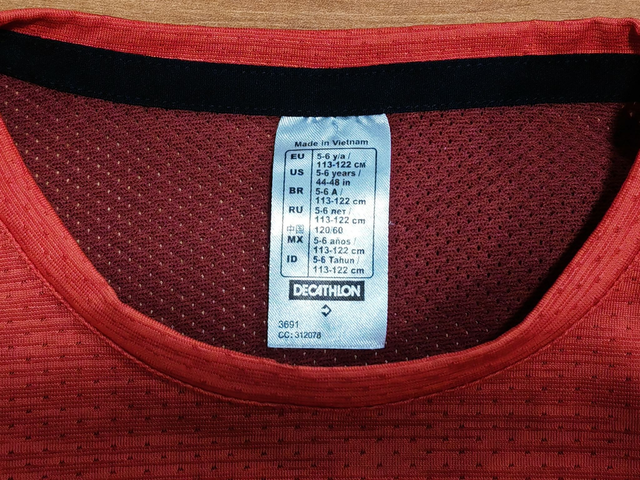 Made in Vietnam
EU 5-6 y/a /
113-122 см
US 5-6 years /
44-48 in
BR 5-6 A /
113-122 cm
RU 5-6 лет /
113-122 cm
中国 120/60
MX 5-6 años /
113-122 cm
ID 5-6 Tahun /
113-122 cm
DECATHLON
3691
CC: 312078